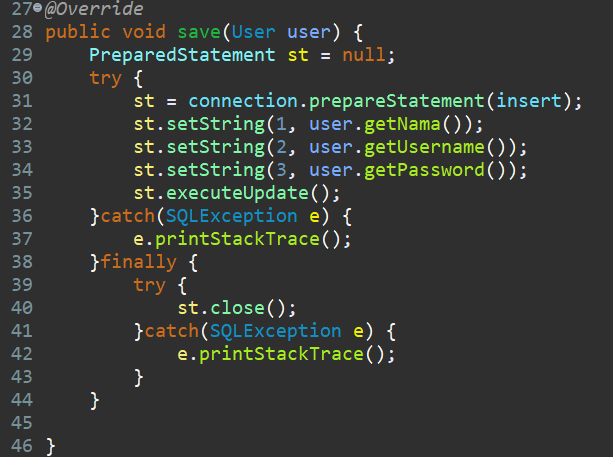 27 @Override
28 public void save(User user) {
29     PreparedStatement st = null;
30     try {
31         st = connection.prepareStatement(insert);
32         st.setString(1, user.getNama());
33         st.setString(2, user.getUsername());
34         st.setString(3, user.getPassword());
35         st.executeUpdate();
36     }catch(SQLException e) {
37         e.printStackTrace();
38     }finally {
39         try {
40             st.close();
41         }catch(SQLException e) {
42             e.printStackTrace();
43         }
44     }
45
46 }